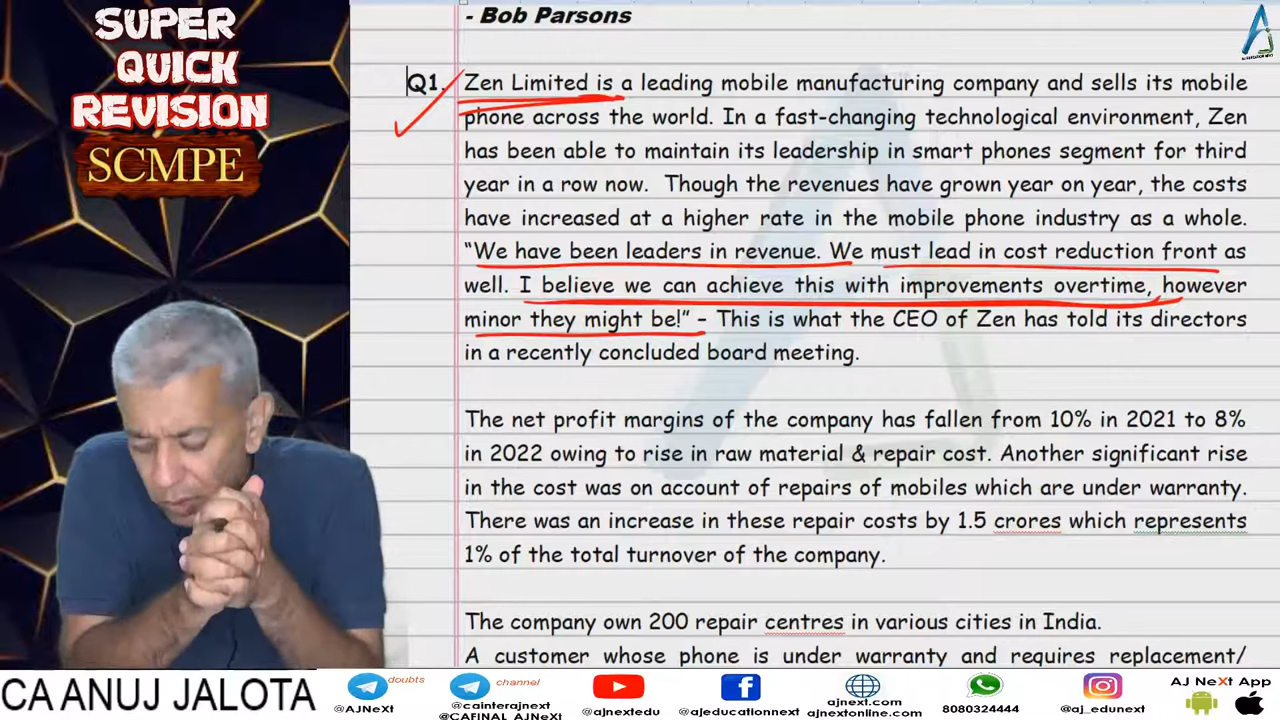 SUPER
QUICK
REVISION
SCMPE
- Bob Parsons
Q1. Zen Limited is a leading mobile manufacturing company and sells its mobile
phone across the world. In a fast-changing technological environment, Zen
has been able to maintain its leadership in smart phones segment for third
year in a row now. Though the revenues have grown year on year, the costs
have increased at a higher rate in the mobile phone industry as a whole.
“We have been leaders in revenue. We must lead in cost reduction front as
well. I believe we can achieve this with improvements overtime, however
minor they might be!” – This is what the CEO of Zen has told its directors
in a recently concluded board meeting.
The net profit margins of the company has fallen from 10% in 2021 to 8%
in 2022 owing to rise in raw material & repair cost. Another significant rise
in the cost was on account of repairs of mobiles which are under warranty.
There was an increase in these repair costs by 1.5 crores which represents
1% of the total turnover of the company.
The company own 200 repair centres in various cities in India.
A customer whose phone is under warranty and requires replacement/
CA ANUJ JALOTA
doubts
@AJNeXt
channel
@cainterajnext
@CAFINAL_AJNeXt
@ajnextedu
@ajeducationnext
ajnext.com
ajnextonline.com
8080324444
@aj_edunext
AJ NeXt App